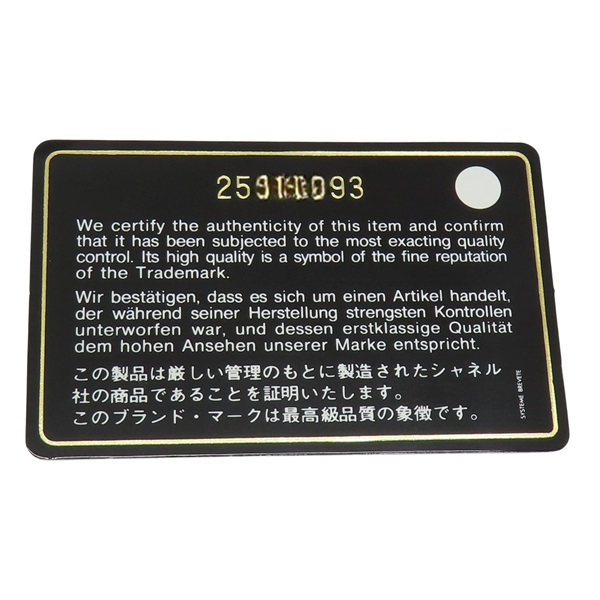 We certify the authenticity of this item and confirm
that it has been subjected to the most exacting quality
control. Its high quality is a symbol of the fine reputation
of the Trademark.
Wir bestätigen, dass es sich um einen Artikel handelt,
der während seiner Herstellung strengsten Kontrollen
unterworfen war, und dessen erstklassige Qualität
dem hohen Ansehen unserer Marke entspricht.
この製品は厳しい管理のもとに製造されたシャネル
社の商品であることを証明いたします。
このブランド・マークは最高級品質の象徴です。
SYSTEME BREVETE